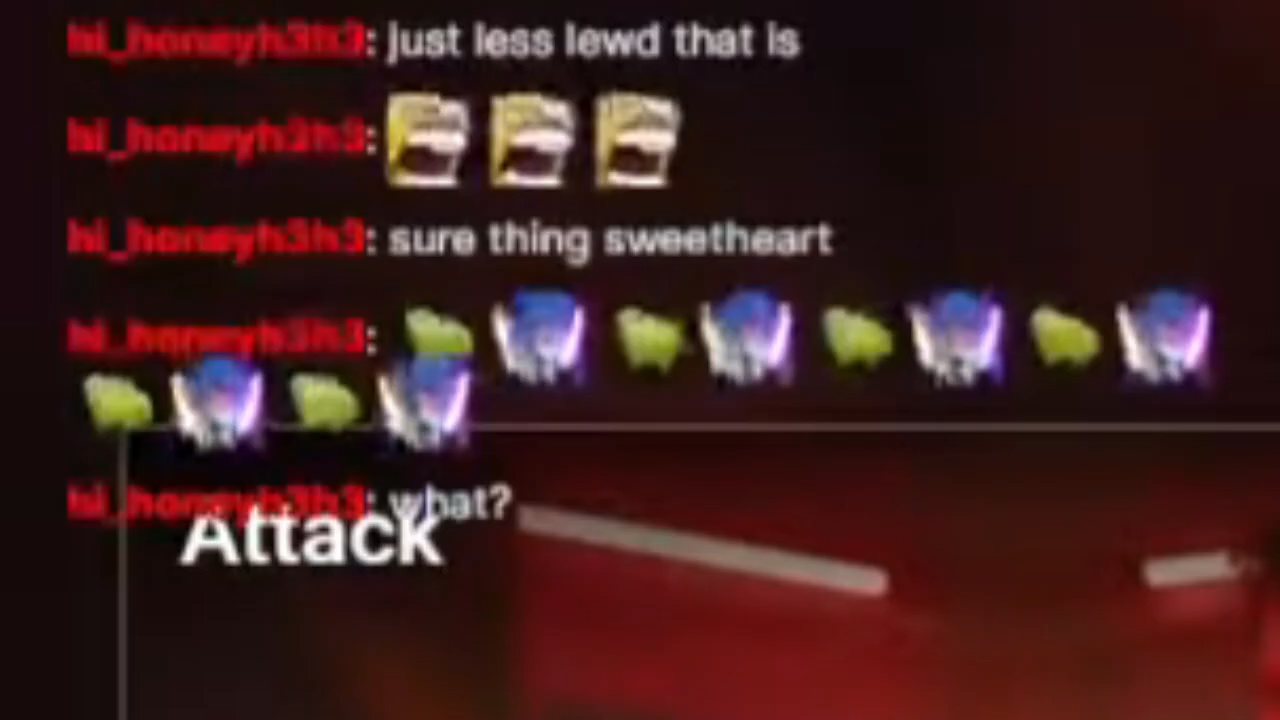 hi_honeyh3h3: just less lewd that is
hi_honeyh3h3:
hi_honeyh3h3: sure thing sweetheart
hi_honeyh3h3:
hi_honeyh3h3: what?
Attack